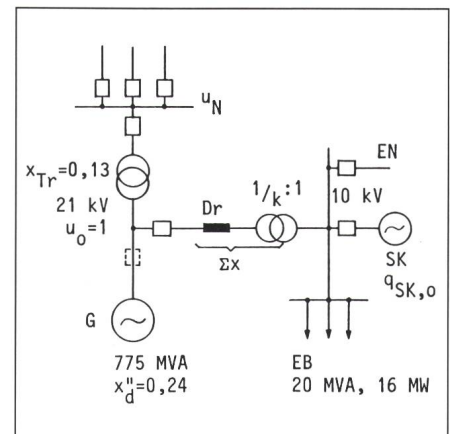 u_N
x_Tr=0,13
21 kV
u_o=1
Dr
1/k:1
Σx
EN
10 kV
SK
q_SK,o
G
775 MVA
x"_d=0,24
EB
20 MVA, 16 MW